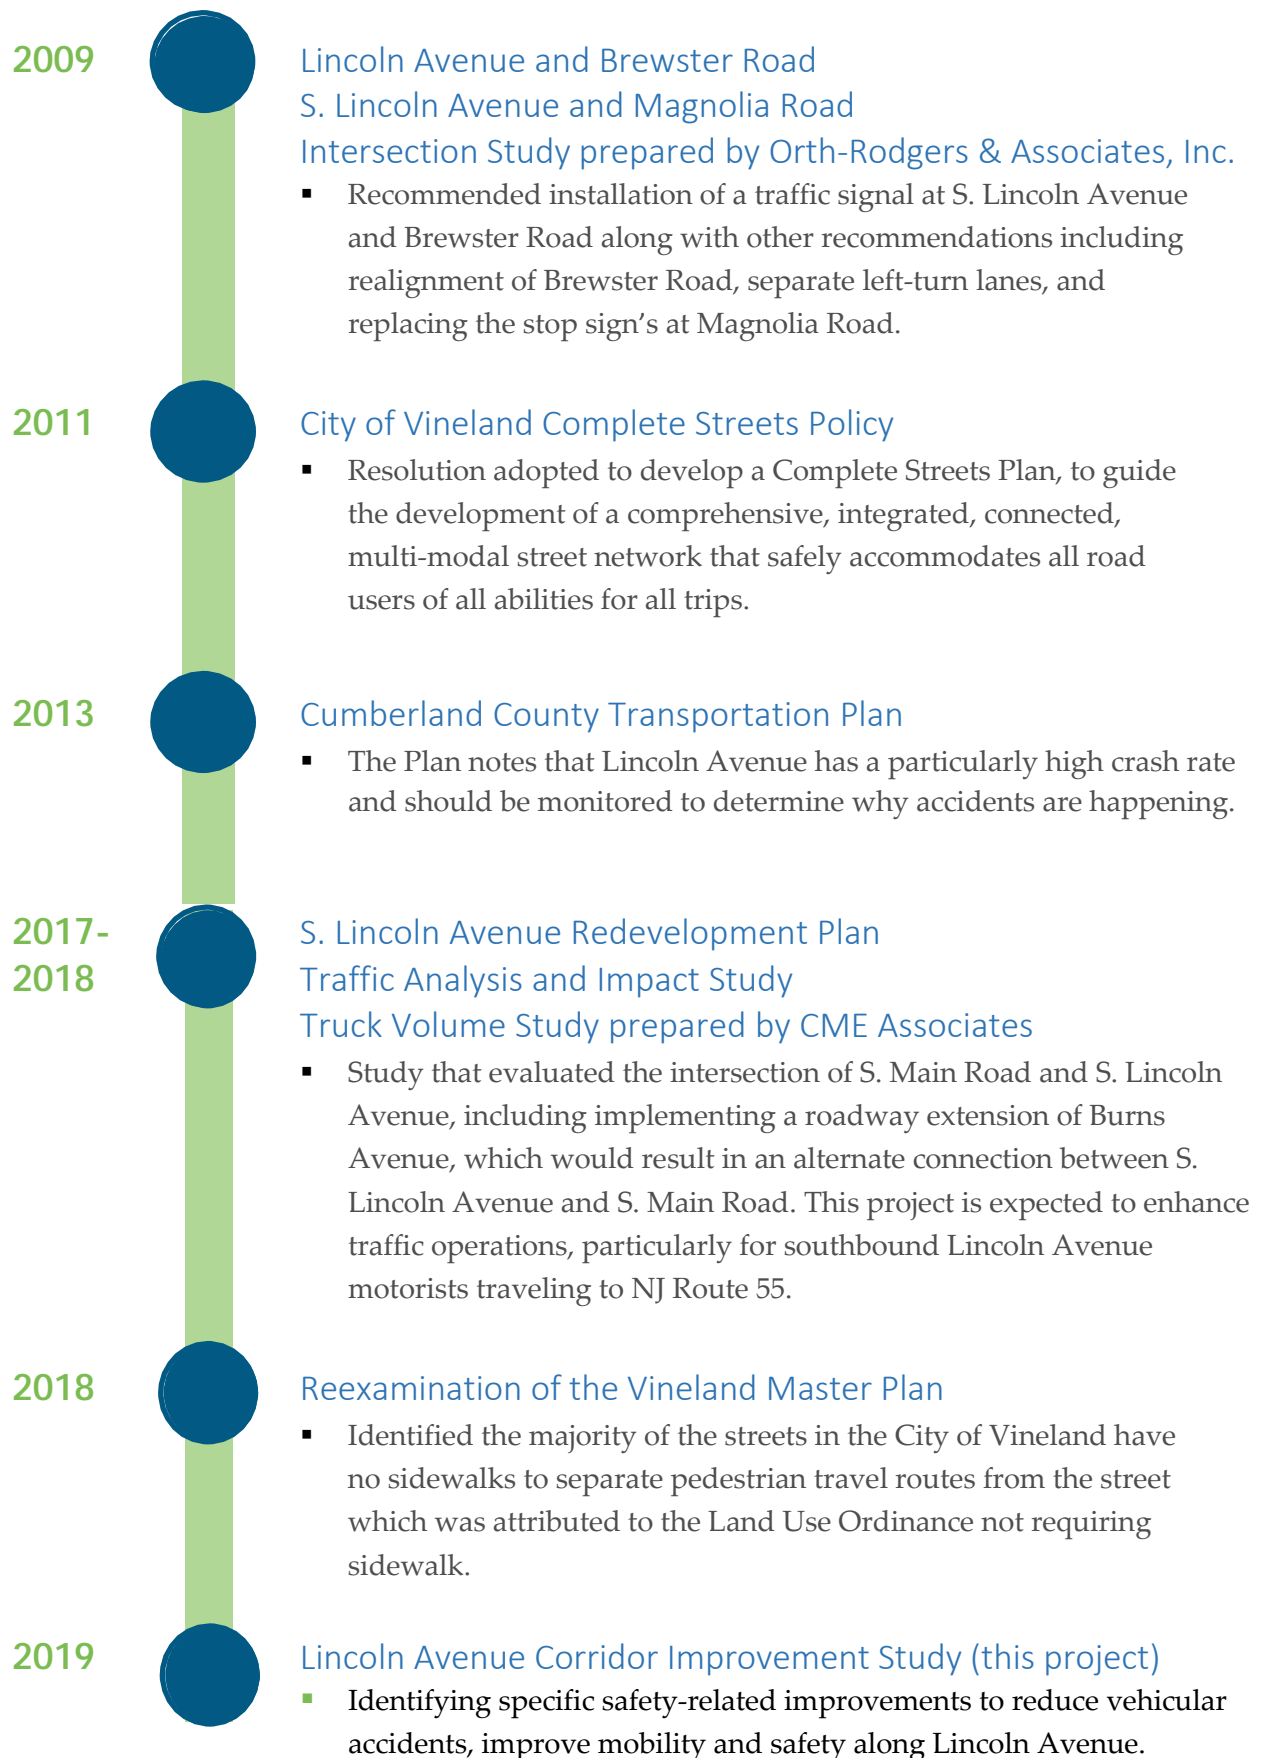 2009
Lincoln Avenue and Brewster Road
S. Lincoln Avenue and Magnolia Road
Intersection Study prepared by Orth-Rodgers & Associates, Inc.
▪ Recommended installation of a traffic signal at S. Lincoln Avenue
and Brewster Road along with other recommendations including
realignment of Brewster Road, separate left-turn lanes, and
replacing the stop sign’s at Magnolia Road.
2011
City of Vineland Complete Streets Policy
▪ Resolution adopted to develop a Complete Streets Plan, to guide
the development of a comprehensive, integrated, connected,
multi-modal street network that safely accommodates all road
users of all abilities for all trips.
2013
Cumberland County Transportation Plan
▪ The Plan notes that Lincoln Avenue has a particularly high crash rate
and should be monitored to determine why accidents are happening.
2017-
2018
S. Lincoln Avenue Redevelopment Plan
Traffic Analysis and Impact Study
Truck Volume Study prepared by CME Associates
▪ Study that evaluated the intersection of S. Main Road and S. Lincoln
Avenue, including implementing a roadway extension of Burns
Avenue, which would result in an alternate connection between S.
Lincoln Avenue and S. Main Road. This project is expected to enhance
traffic operations, particularly for southbound Lincoln Avenue
motorists traveling to NJ Route 55.
2018
Reexamination of the Vineland Master Plan
▪ Identified the majority of the streets in the City of Vineland have
no sidewalks to separate pedestrian travel routes from the street
which was attributed to the Land Use Ordinance not requiring
sidewalk.
2019
Lincoln Avenue Corridor Improvement Study (this project)
▪ Identifying specific safety-related improvements to reduce vehicular
accidents, improve mobility and safety along Lincoln Avenue.